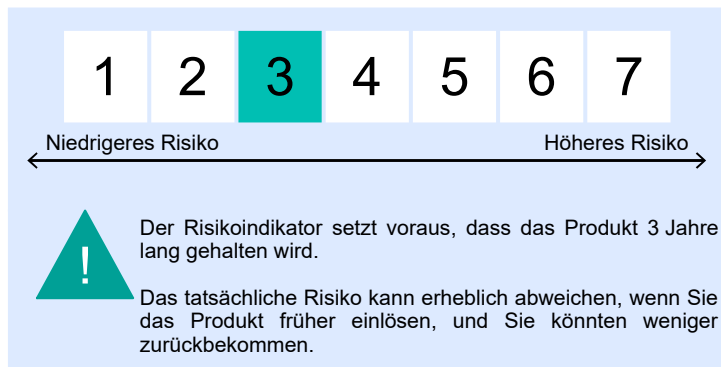 1 2 3 4 5 6 7
Niedrigeres Risiko Höheres Risiko
Der Risikoindikator setzt voraus, dass das Produkt 3 Jahre
lang gehalten wird.
!
Das tatsächliche Risiko kann erheblich abweichen, wenn Sie
das Produkt früher einlösen, und Sie könnten weniger
zurückbekommen.